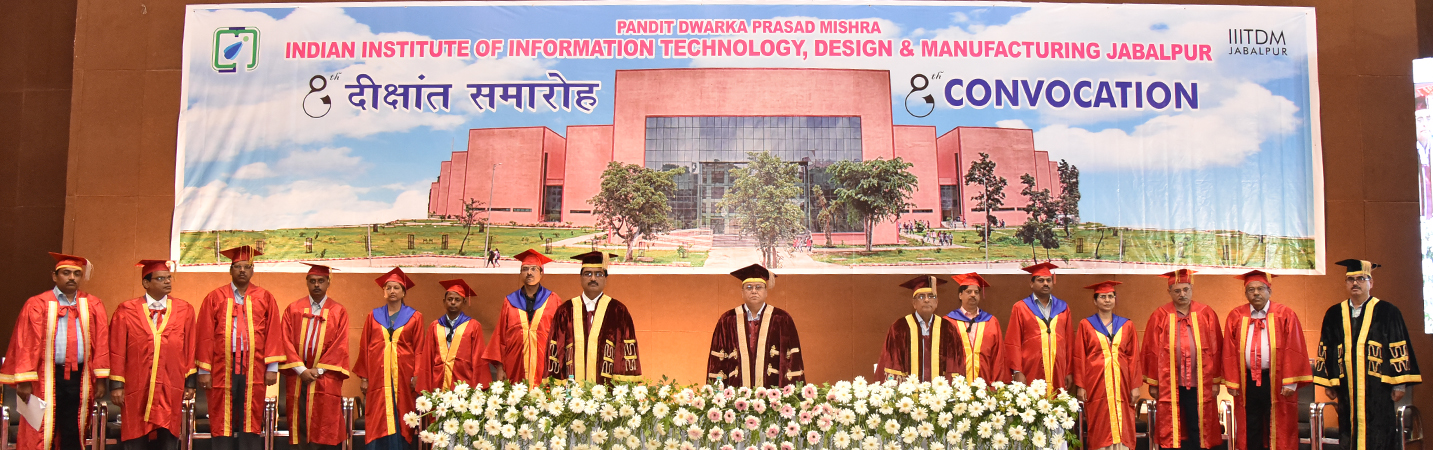 PANDIT DWARKA PRASAD MISHRA
INDIAN INSTITUTE OF INFORMATION TECHNOLOGY, DESIGN & MANUFACTURING JABALPUR
IIITDM
JABALPUR
8th दीक्षांत समारोह
8th CONVOCATION